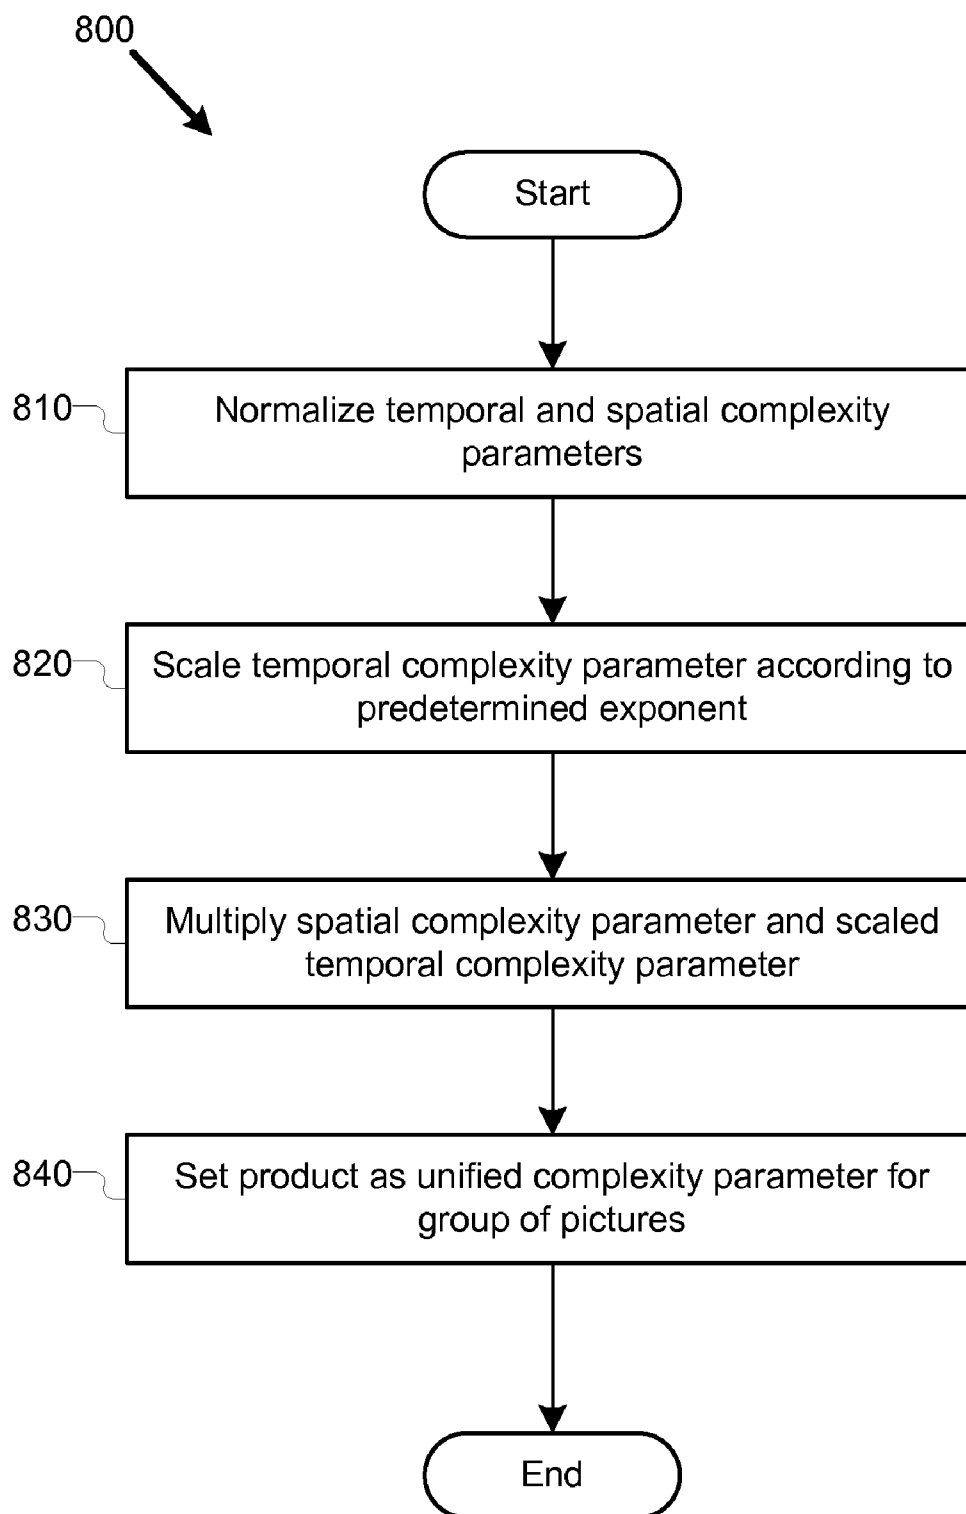 800
Start
810
Normalize temporal and spatial complexity
parameters
820
Scale temporal complexity parameter according to
predetermined exponent
830
Multiply spatial complexity parameter and scaled
temporal complexity parameter
840
Set product as unified complexity parameter for
group of pictures
End